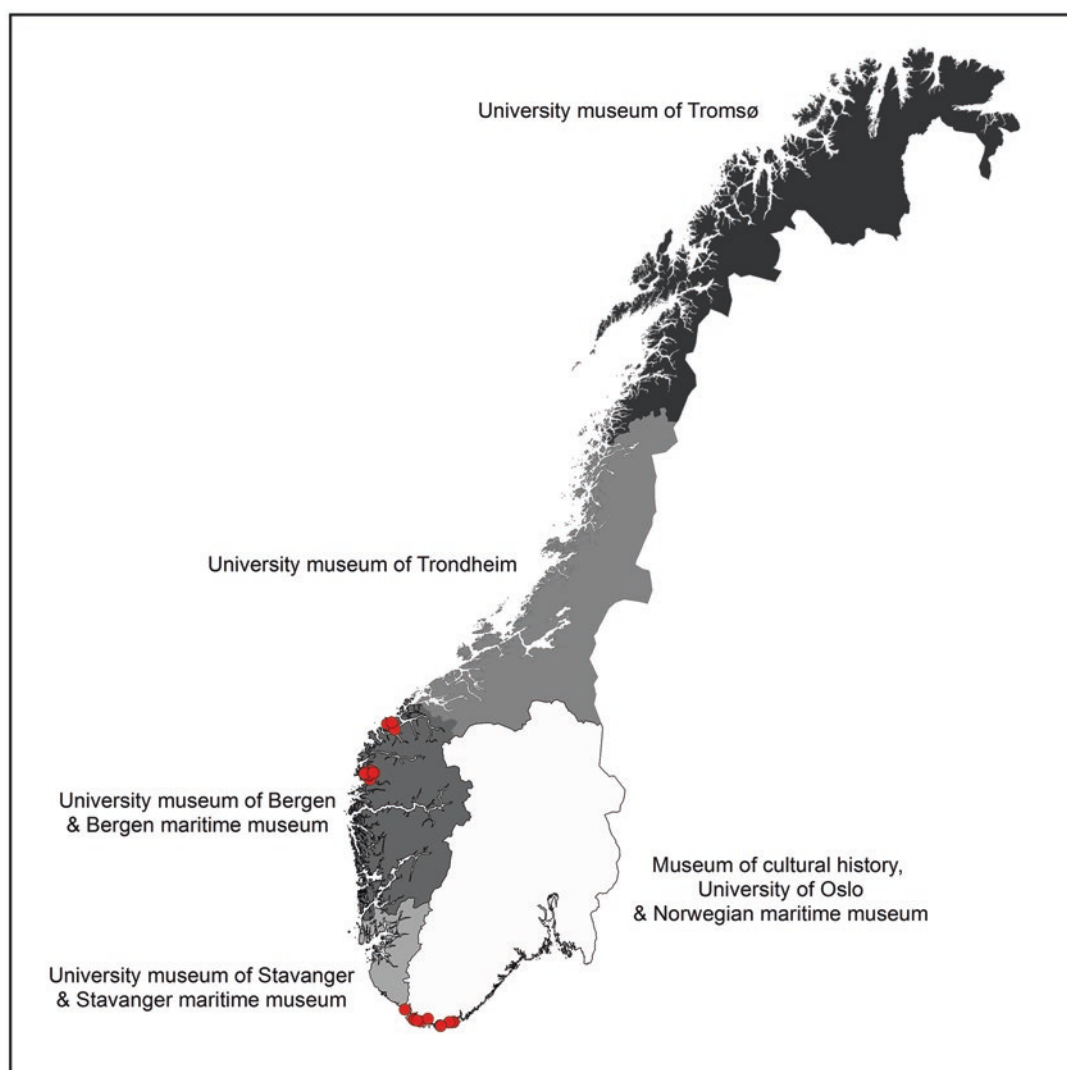 University museum of Tromsø
University museum of Trondheim
University museum of Bergen
& Bergen maritime museum
Museum of cultural history,
University of Oslo
& Norwegian maritime museum
University museum of Stavanger
& Stavanger maritime museum